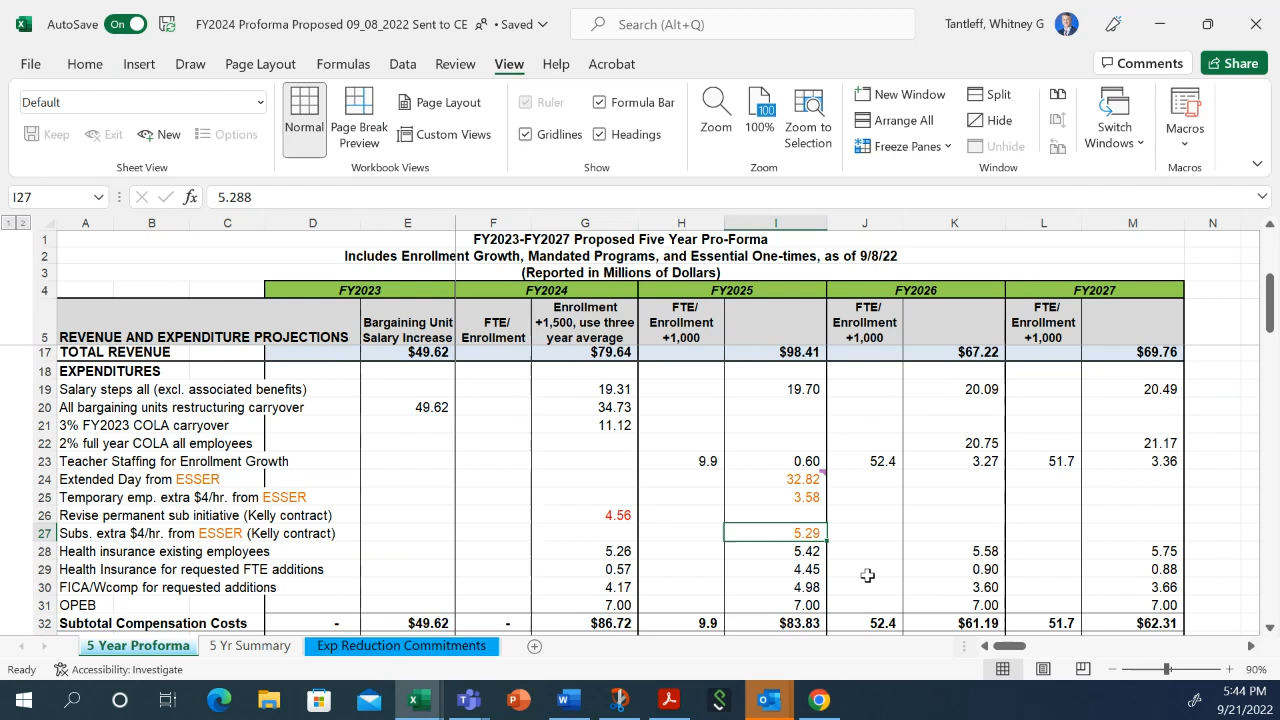 AutoSave On FY2024 Proforma Proposed 09_08_2022 Sent to CE • Saved Search (Alt+Q) Tantleff, Whitney G
File Home Insert Draw Page Layout Formulas Data Review View Help Acrobat Comments Share
Default Keep Exit New Options Sheet View
Normal Page Break Preview Page Layout Custom Views Workbook Views
Ruler Formula Bar Gridlines Headings Show
Zoom 100% Zoom to Selection Zoom
New Window Arrange All Freeze Panes Split Hide Unhide Switch Windows Window
Macros Macros
I27 fx 5.288
1 2 A B C D E F G H I J K L M N
1 FY2023-FY2027 Proposed Five Year Pro-Forma
2 Includes Enrollment Growth, Mandated Programs, and Essential One-times, as of 9/8/22
3 (Reported in Millions of Dollars)
4 FY2023 FY2024 FY2025 FY2026 FY2027
5 REVENUE AND EXPENDITURE PROJECTIONS Bargaining Unit Salary Increase FTE/ Enrollment Enrollment +1,500, use three year average FTE/ Enrollment +1,000 FTE/ Enrollment +1,000 FTE/ Enrollment +1,000
17 TOTAL REVENUE $49.62 $79.64 $98.41 $67.22 $69.76
18 EXPENDITURES
19 Salary steps all (excl. associated benefits) 19.31 19.70 20.09 20.49
20 All bargaining units restructuring carryover 49.62 34.73
21 3% FY2023 COLA carryover 11.12
22 2% full year COLA all employees 20.75 21.17
23 Teacher Staffing for Enrollment Growth 9.9 0.60 52.4 3.27 51.7 3.36
24 Extended Day from ESSER 32.82
25 Temporary emp. extra $4/hr. from ESSER 3.58
26 Revise permanent sub initiative (Kelly contract) 4.56
27 Subs. extra $4/hr. from ESSER (Kelly contract) 5.29
28 Health insurance existing employees 5.26 5.42 5.58 5.75
29 Health Insurance for requested FTE additions 0.57 4.45 0.90 0.88
30 FICA/Wcomp for requested additions 4.17 4.98 3.60 3.66
31 OPEB 7.00 7.00 7.00 7.00
32 Subtotal Compensation Costs - $49.62 - $86.72 9.9 $83.83 52.4 $61.19 51.7 $62.31
5 Year Proforma 5 Yr Summary Exp Reduction Commitments
Ready Accessibility: Investigate 90%
5:44 PM
9/21/2022